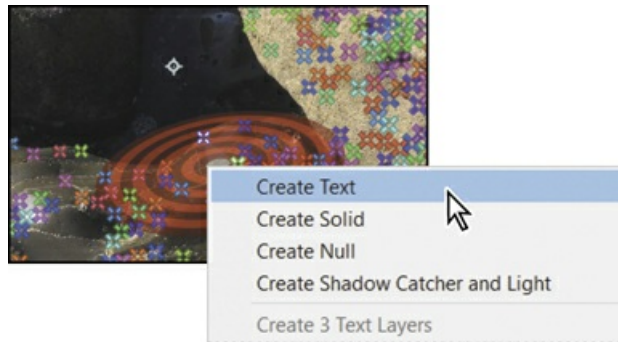 Create Text
Create Solid
Create Null
Create Shadow Catcher and Light
Create 3 Text Layers